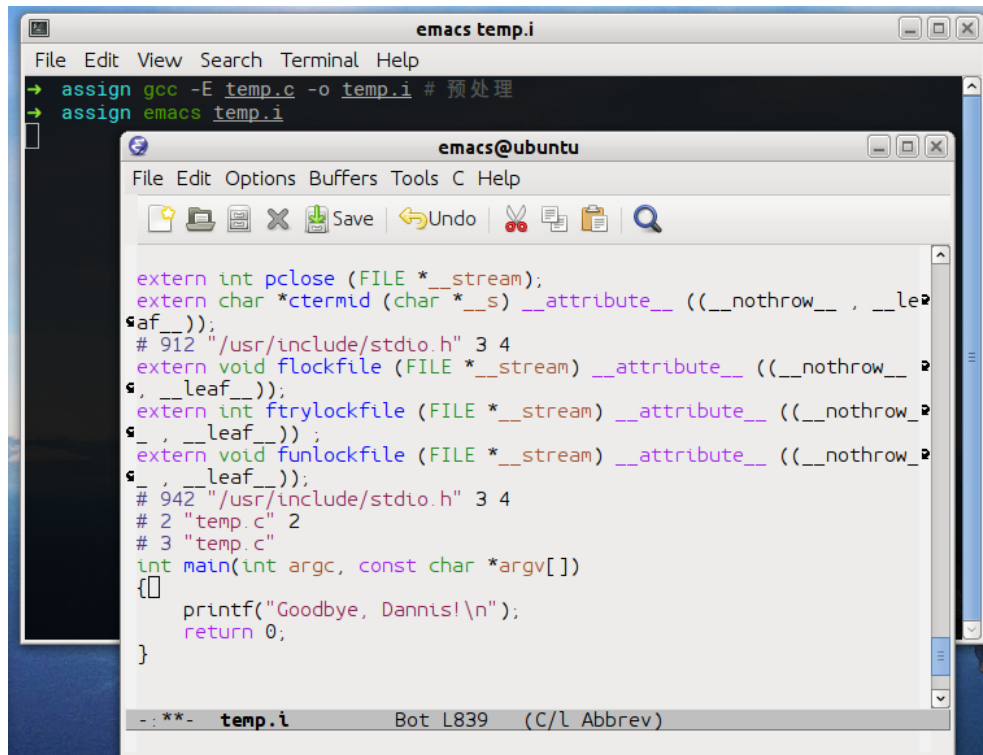 emacs temp.i
File Edit View Search Terminal Help
➜ assign gcc -E temp.c -o temp.i # 预处理
➜ assign emacs temp.i
emacs@ubuntu
File Edit Options Buffers Tools C Help
Save Undo
extern int pclose (FILE *__stream);
extern char *ctermid (char *__s) __attribute__ ((__nothrow__ , __le
af__));
# 912 "/usr/include/stdio.h" 3 4
extern void flockfile (FILE *__stream) __attribute__ ((__nothrow__
, __leaf__));
extern int ftrylockfile (FILE *__stream) __attribute__ ((__nothrow_
_ , __leaf__)) ;
extern void funlockfile (FILE *__stream) __attribute__ ((__nothrow_
_ , __leaf__));
# 942 "/usr/include/stdio.h" 3 4
# 2 "temp.c" 2
# 3 "temp.c"
int main(int argc, const char *argv[])
{
    printf("Goodbye, Dannis!\n");
    return 0;
}
-:**- temp.i Bot L839 (C/l Abbrev)